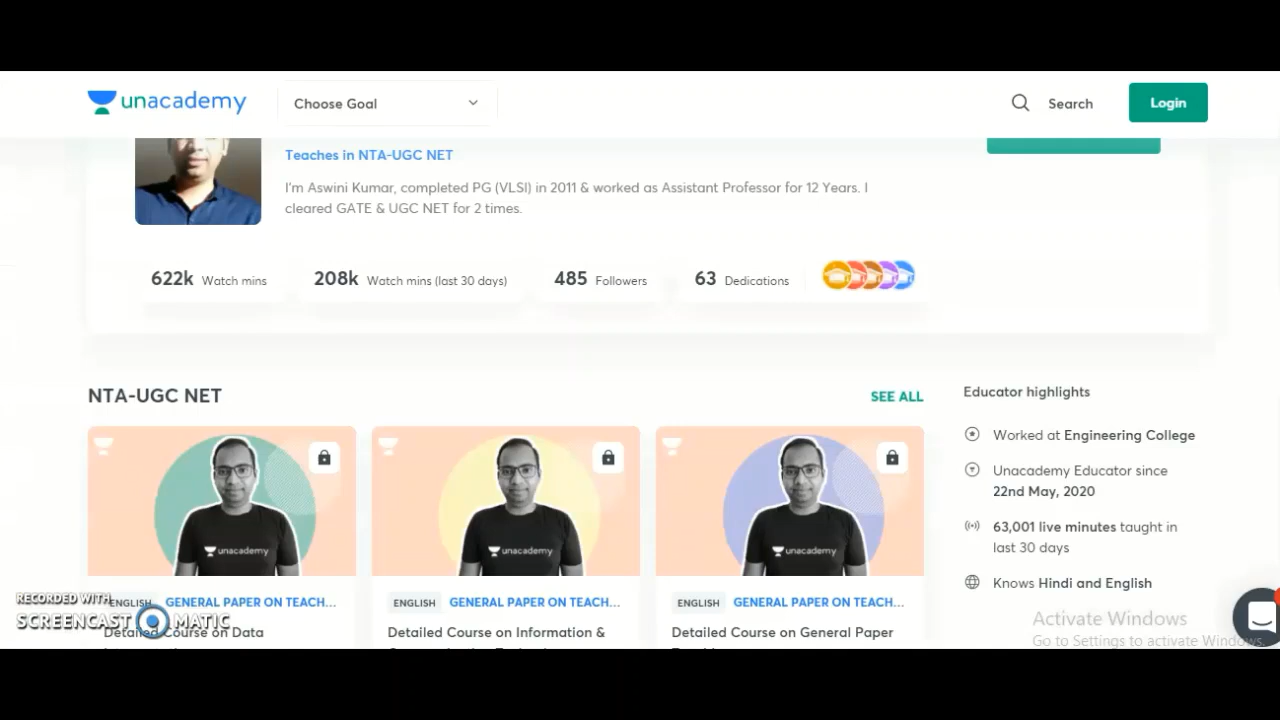 unacademy
Choose Goal
Search
Login
Teaches in NTA-UGC NET
I'm Aswini Kumar, completed PG (VLSI) in 2011 & worked as Assistant Professor for 12 Years. I
cleared GATE & UGC NET for 2 times.
622k Watch mins
208k Watch mins (last 30 days)
485 Followers
63 Dedications
NTA-UGC NET
SEE ALL
unacademy
ENGLISH GENERAL PAPER ON TEACH...
Detailed Course on Data
unacademy
ENGLISH GENERAL PAPER ON TEACH...
Detailed Course on Information &
unacademy
ENGLISH GENERAL PAPER ON TEACH...
Detailed Course on General Paper
Educator highlights
Worked at Engineering College
Unacademy Educator since
22nd May, 2020
63,001 live minutes taught in
last 30 days
Knows Hindi and English
RECORDED WITH
SCREENCAST MATIC
Activate Windows
Go to Settings to activate Windows.